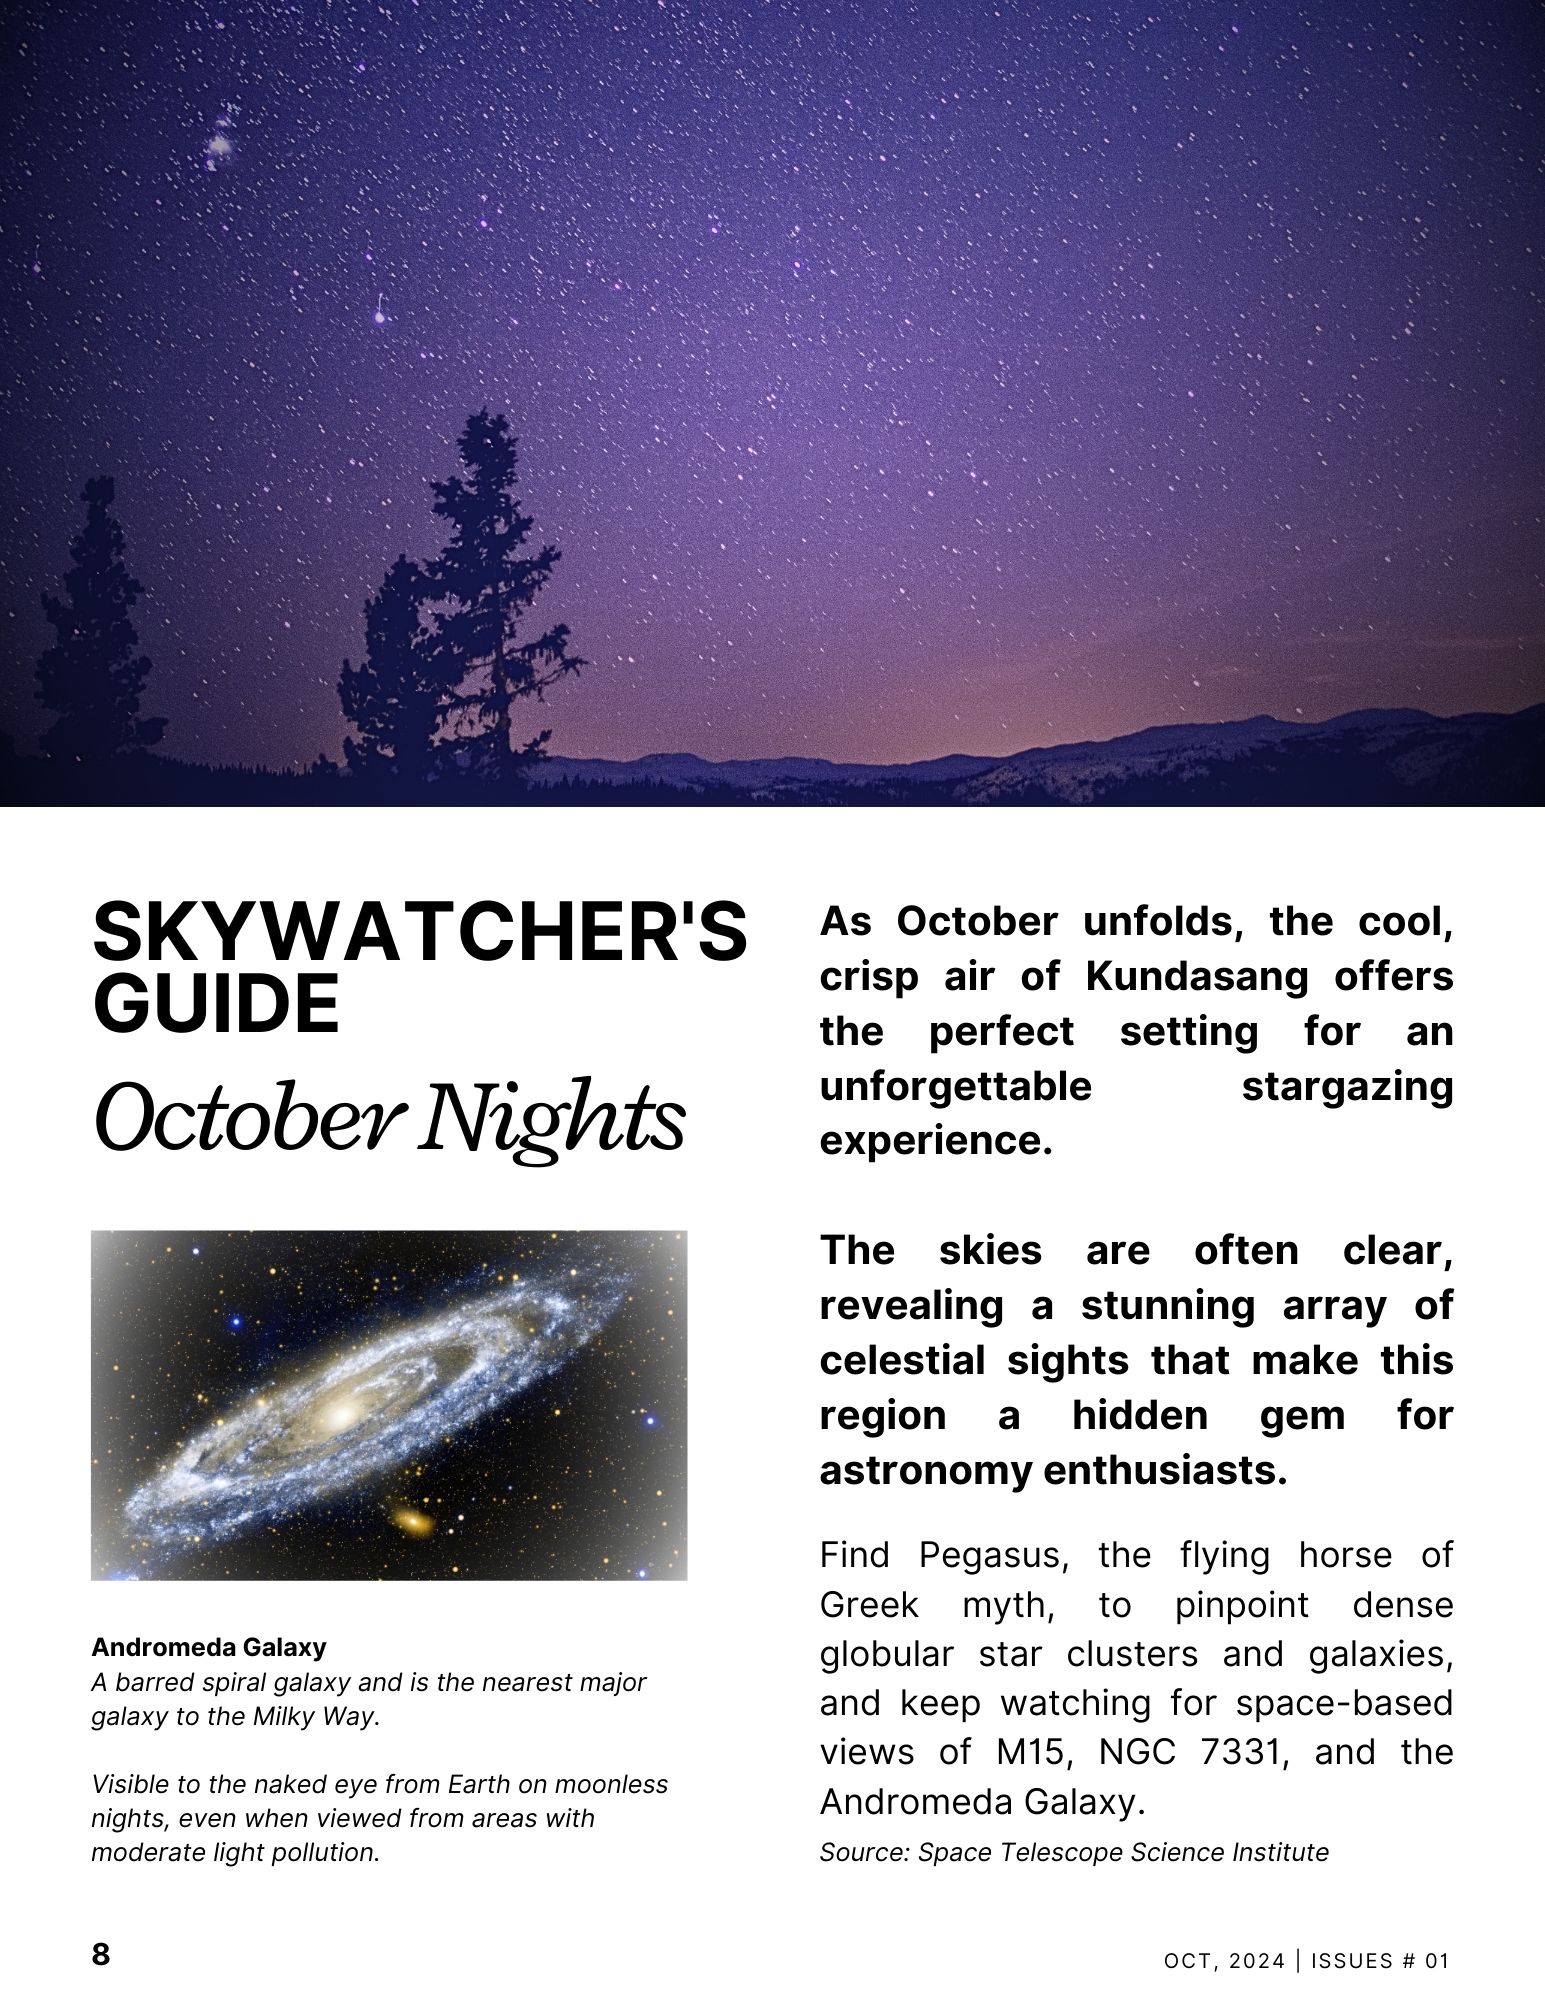 SKYWATCHER'S
GUIDE
October Nights
Andromeda Galaxy
A barred spiral galaxy and is the nearest major
galaxy to the Milky Way.
Visible to the naked eye from Earth on moonless
nights, even when viewed from areas with
moderate light pollution.
As October unfolds, the cool,
crisp air of Kundasang offers
the perfect setting for an
unforgettable stargazing
experience.
The skies are often clear,
revealing a stunning array of
celestial sights that make this
region a hidden gem for
astronomy enthusiasts.
Find Pegasus, the flying horse of
Greek myth, to pinpoint dense
globular star clusters and galaxies,
and keep watching for space-based
views of M15, NGC 7331, and the
Andromeda Galaxy.
Source: Space Telescope Science Institute
8
OCT, 2024 | ISSUES # 01